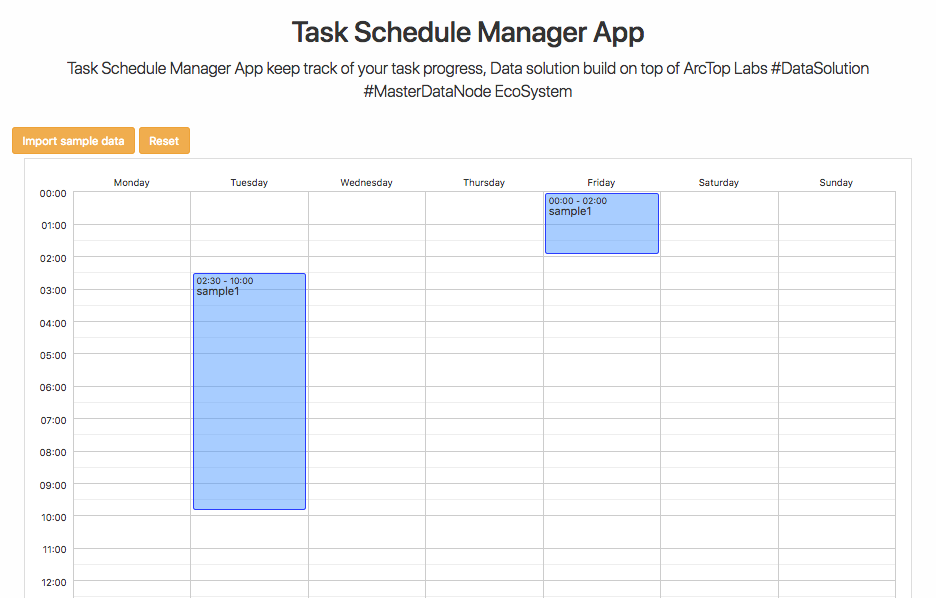 Task Schedule Manager App
Task Schedule Manager App keep track of your task progress, Data solution build on top of ArcTop Labs #DataSolution
#MasterDataNode EcoSystem
Import sample data Reset
Monday Tuesday Wednesday Thursday Friday Saturday Sunday
00:00
00:00 - 02:00
sample1
01:00
02:00
02:30 - 10:00
sample1
03:00
04:00
05:00
06:00
07:00
08:00
09:00
10:00
11:00
12:00